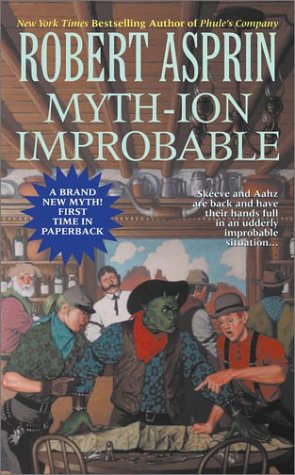 New York Times Bestselling Author of Phule's Company
ROBERT ASPRIN
MYTH-ION
IMPROBABLE
A BRAND
NEW MYTH!
FIRST
TIME IN
PAPERBACK
Skeeve and Aahz
are back and have
their hands full
in an udderly
improbable
situation...